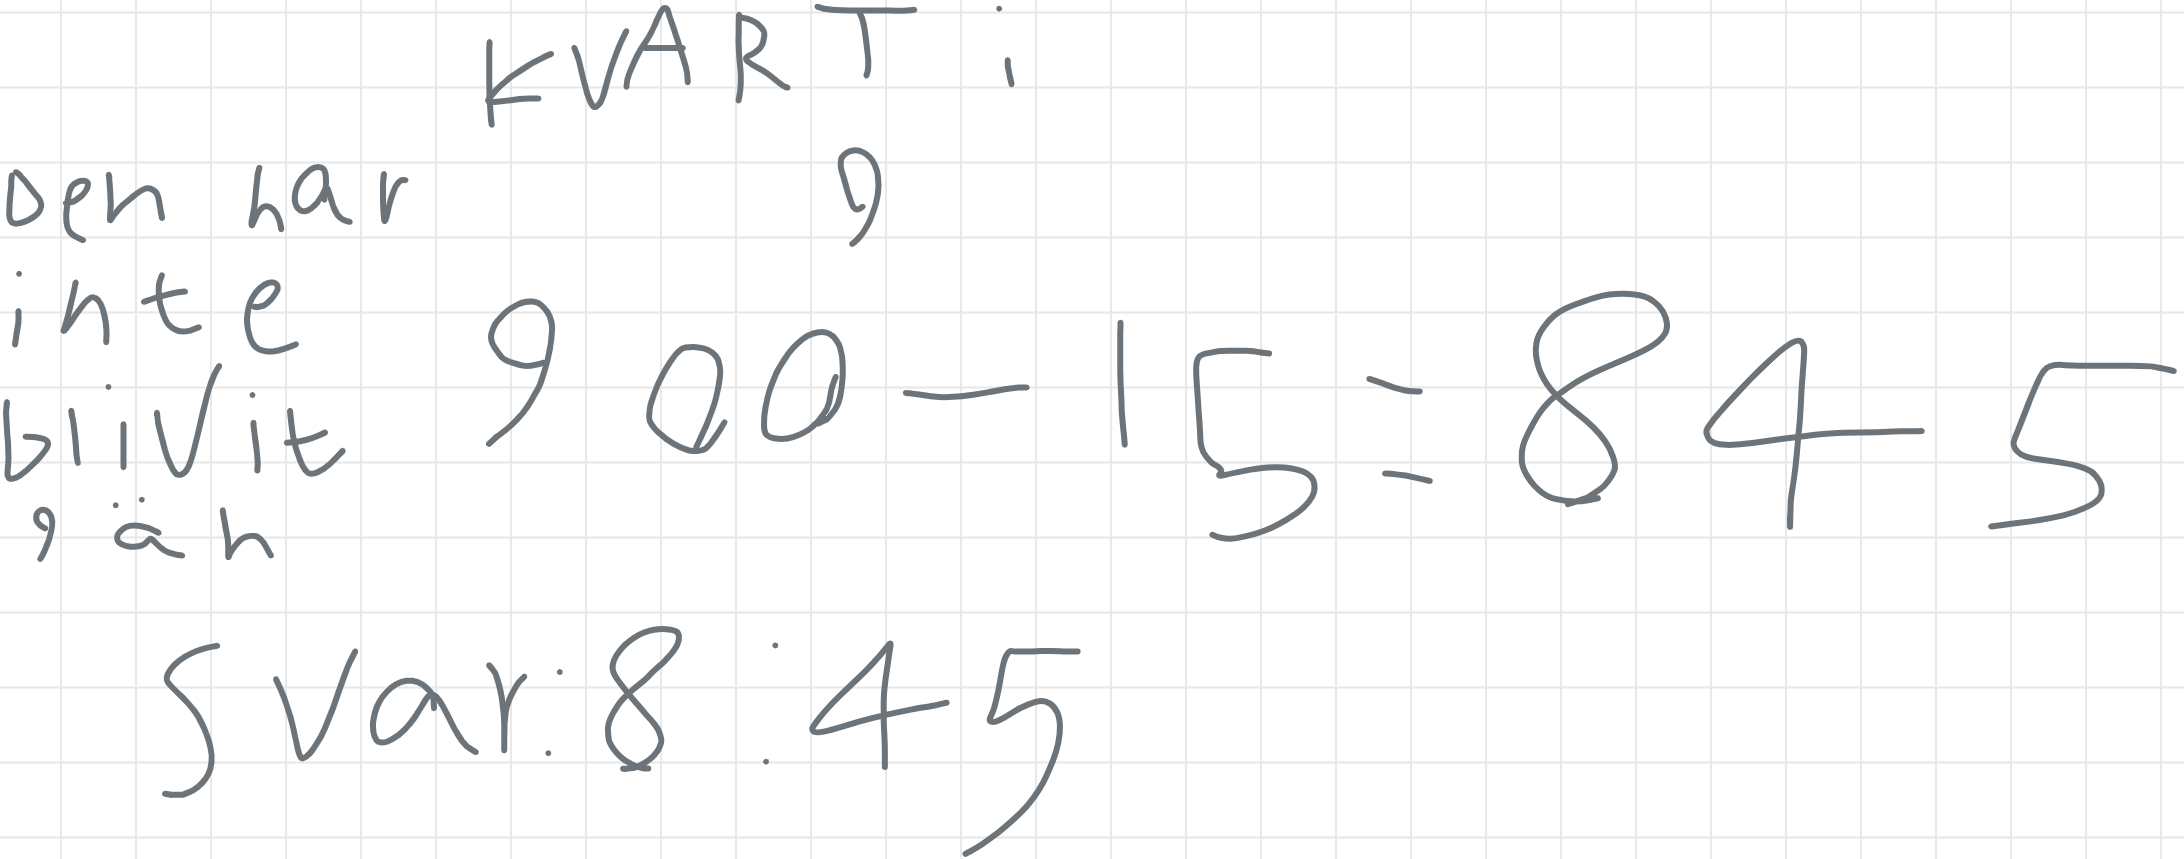 KVART i
9
Den har
inte
blivit
9 än
900 - 15 = 845
Svar: 8:45